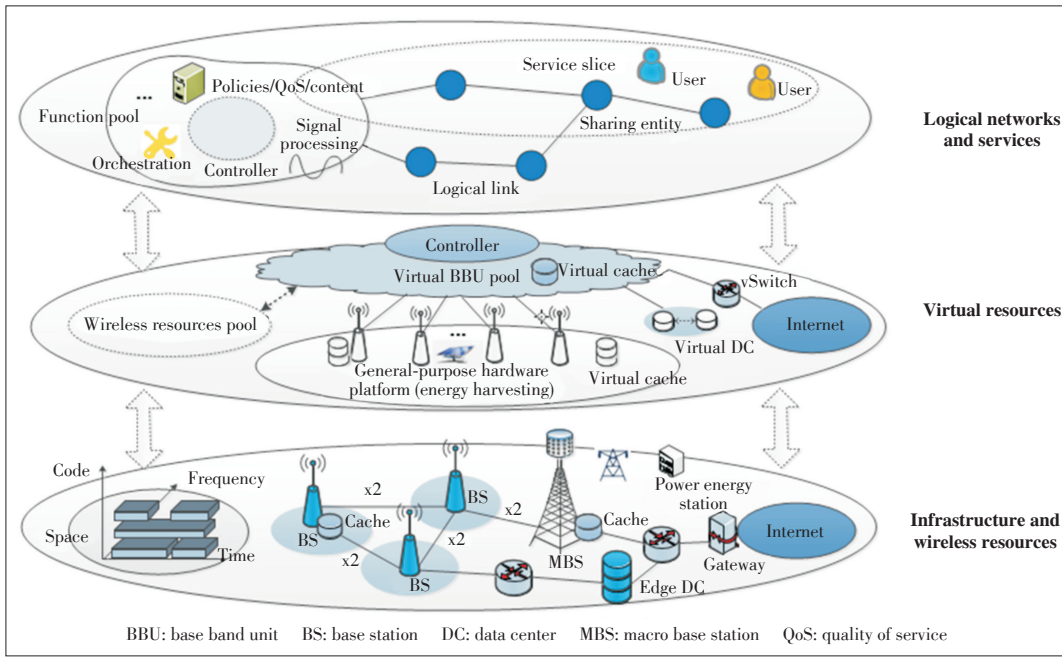 Service slice
User
User
...
Policies/QoS/content
Function pool
Sharing entity
Signal
processing
Orchestration
Controller
Logical link
Logical networks
and services
Controller
Virtual BBU pool
Virtual cache
vSwitch
Wireless resources pool
Internet
Virtual DC
...
General-purpose hardware
platform (energy harvesting)
Virtual cache
Virtual resources
Code
Frequency
Space
Time
x2
BS
x2
Cache
BS
x2
x2
BS
MBS
Cache
Power energy
station
Edge DC
Gateway
Internet
Infrastructure and
wireless resources
BBU: base band unit BS: base station DC: data center MBS: macro base station QoS: quality of service